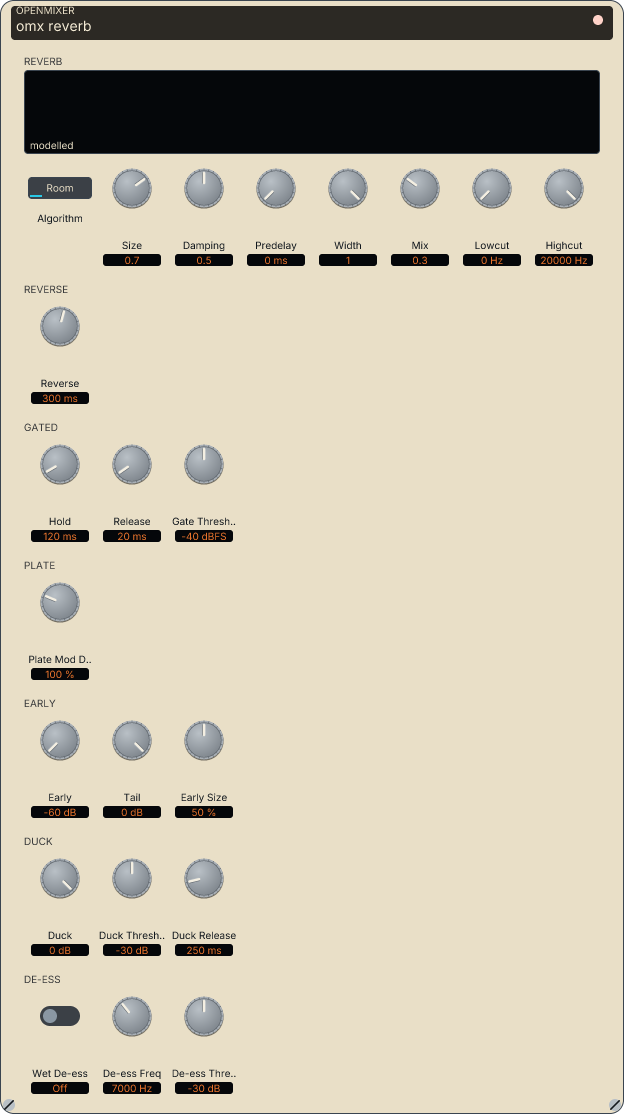 OPENMIXER
omx reverb
REVERB
modelled
Room
Algorithm
Size Damping Predelay Width Mix Lowcut Highcut
0.7 0.5 0 ms 1 0.3 0 Hz 20000 Hz
REVERSE
Reverse
300 ms
GATED
Hold Release Gate Thresh..
120 ms 20 ms -40 dBFS
PLATE
Plate Mod D..
100 %
EARLY
Early Tail Early Size
-60 dB 0 dB 50 %
DUCK
Duck Duck Thresh.. Duck Release
0 dB -30 dB 250 ms
DE-ESS
Wet De-ess De-ess Freq De-ess Thre..
Off 7000 Hz -30 dB